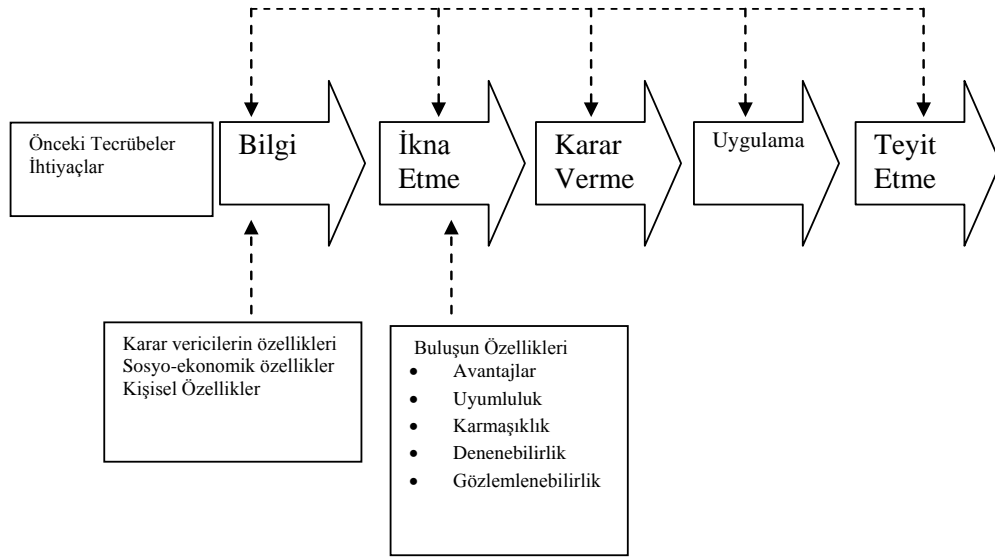 Önceki Tecrübeler
İhtiyaçlar
Bilgi
İkna
Etme
Karar
Verme
Uygulama
Teyit
Etme
Karar vericilerin özellikleri
Sosyo-ekonomik özellikler
Kişisel Özellikler
Buluşun Özellikleri
• Avantajlar
• Uyumluluk
• Karmaşıklık
• Denenebilirlik
• Gözlemlenebilirlik